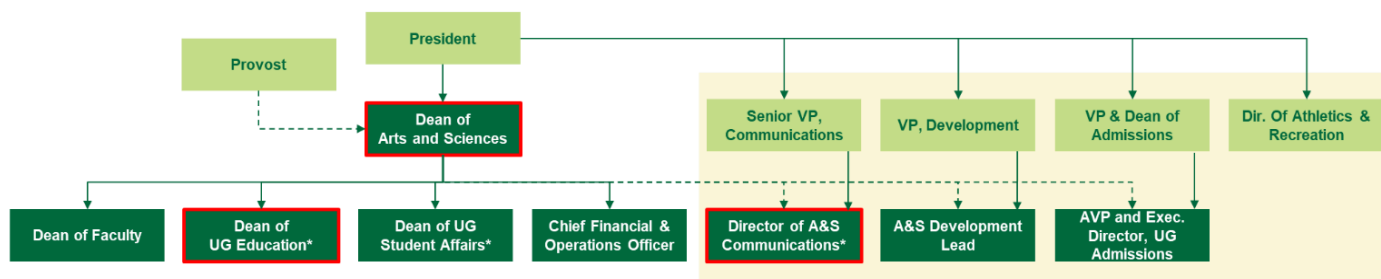 President
Provost
Dean of
Arts and Sciences
Senior VP,
Communications
VP, Development
VP & Dean of
Admissions
Dir. Of Athletics &
Recreation
Dean of Faculty
Dean of
UG Education*
Dean of UG
Student Affairs*
Chief Financial &
Operations Officer
Director of A&S
Communications*
A&S Development
Lead
AVP and Exec.
Director, UG
Admissions